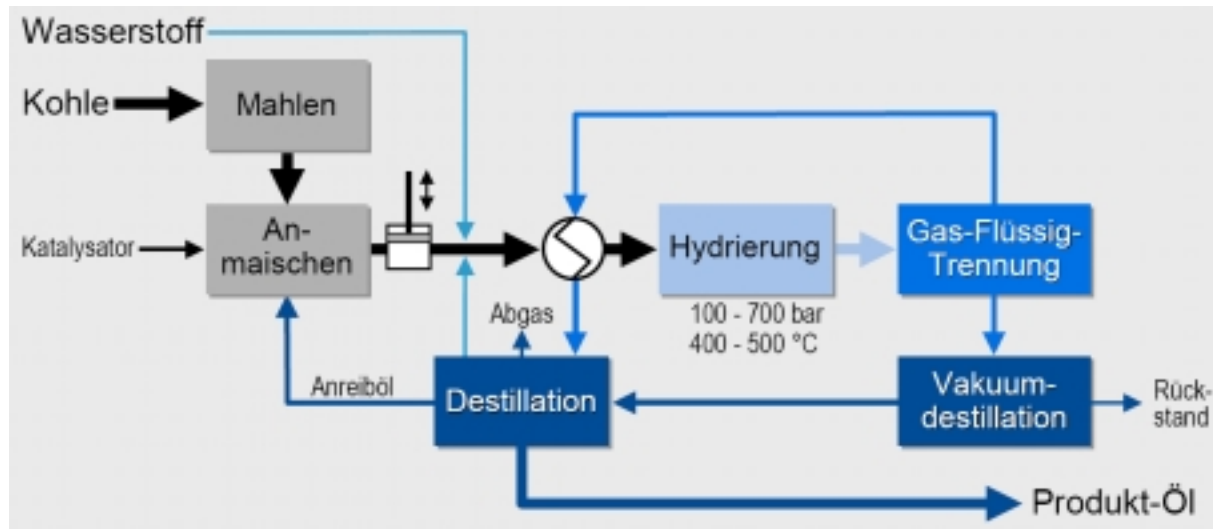 Wasserstoff
Kohle
Mahlen
Katalysator
An-
maischen
Hydrierung
100 - 700 bar
400 - 500 °C
Gas-Flüssig-
Trennung
Abgas
Anreiböl
Destillation
Vakuum-
destillation
Rück-
stand
Produkt-Öl